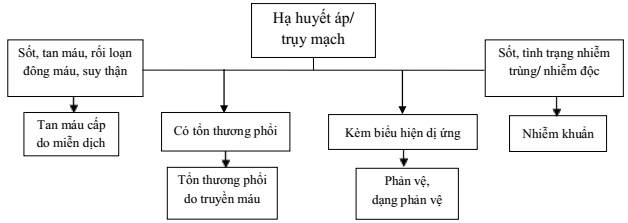 Hạ huyết áp/
trụy mạch
Sốt, tan máu, rối loạn
đông máu, suy thận
Sốt, tình trạng nhiễm
trùng/ nhiễm độc
Tan máu cấp
do miễn dịch
Có tổn thương phổi
Kèm biểu hiện dị ứng
Nhiễm khuẩn
Tổn thương phổi
do truyền máu
Phản vệ,
dạng phản vệ